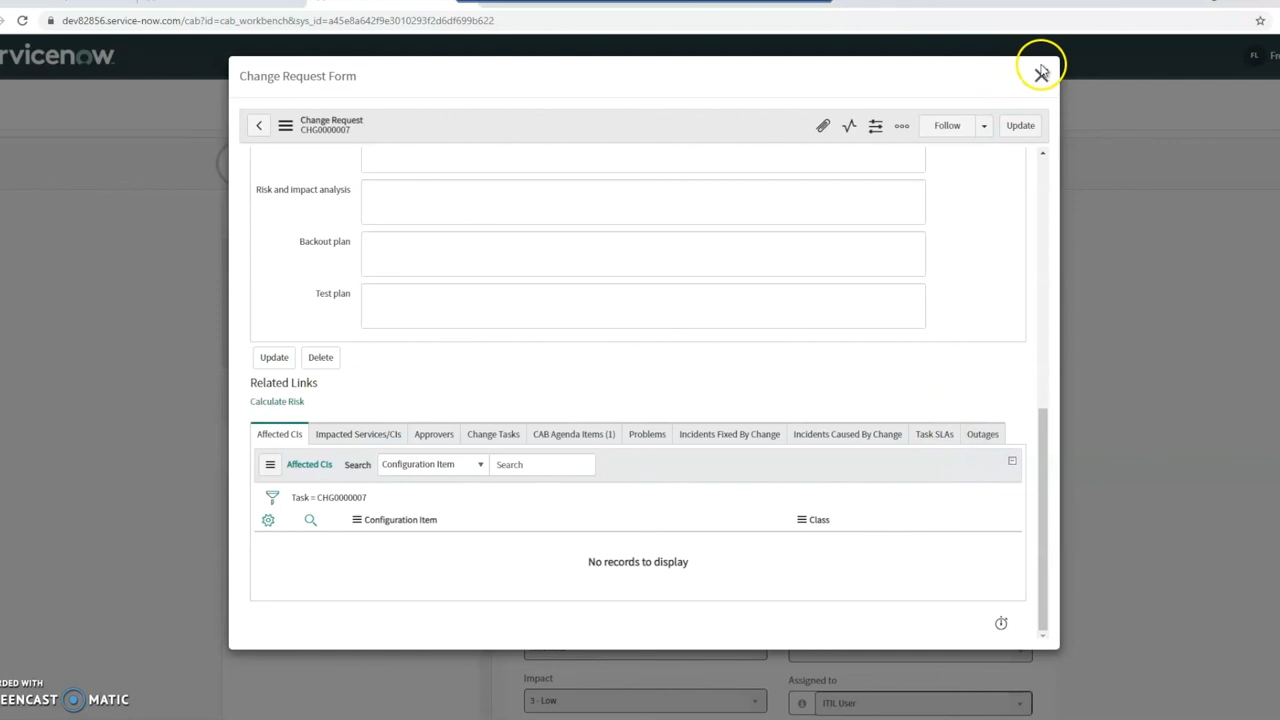 dev82856.service-now.com/cab?id=cab_workbench&sys_id=a45e8a642f9e3010293f2d6df699b622
rvicenow
FL
Change Request Form
Change Request
CHG0000007
Follow
Update
Risk and impact analysis
Backout plan
Test plan
Update
Delete
Related Links
Calculate Risk
Affected CIs
Impacted Services/CIs
Approvers
Change Tasks
CAB Agenda Items (1)
Problems
Incidents Fixed By Change
Incidents Caused By Change
Task SLAs
Outages
Affected CIs
Search
Configuration Item
Search
Task = CHG0000007
Configuration Item
Class
No records to display
Impact
Assigned to
3 - Low
ITIL User
RDED WITH
EENCAST MATIC